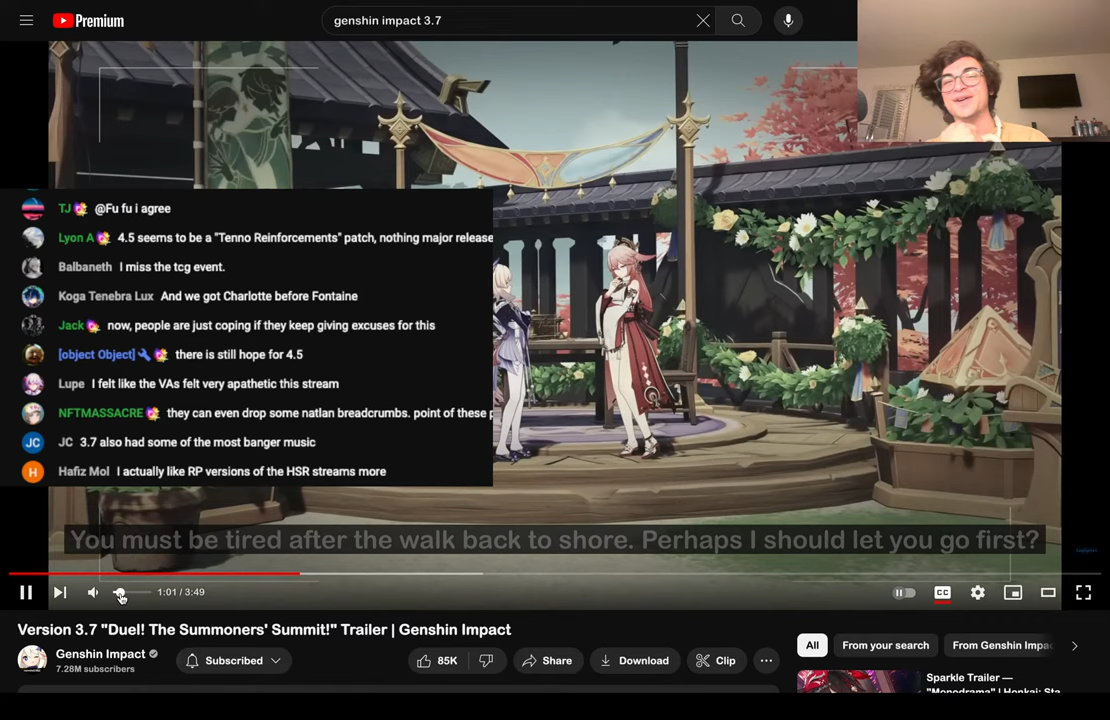 Premium
genshin impact 3.7
TJ @Fu fu i agree
Lyon A 4.5 seems to be a "Tenno Reinforcements" patch, nothing major release
Balbaneth I miss the tcg event.
Koga Tenebra Lux And we got Charlotte before Fontaine
Jack now, people are just coping if they keep giving excuses for this
[object Object] there is still hope for 4.5
Lupe I felt like the VAs felt very apathetic this stream
NFTMASSACRE they can even drop some natlan breadcrumbs. point of these
JC JC 3.7 also had some of the most banger music
H Hafiz Mol I actually like RP versions of the HSR streams more
You must be tired after the walk back to shore. Perhaps I should let you go first?
1:01 / 3:49
CC
Version 3.7 "Duel! The Summoners' Summit!" Trailer | Genshin Impact
Genshin Impact
7.28M subscribers
Subscribed
85K
Share
Download
Clip
All
From your search
From Genshin Impac
Sparkle Trailer —
"Monodrama" | Honkai: Sta